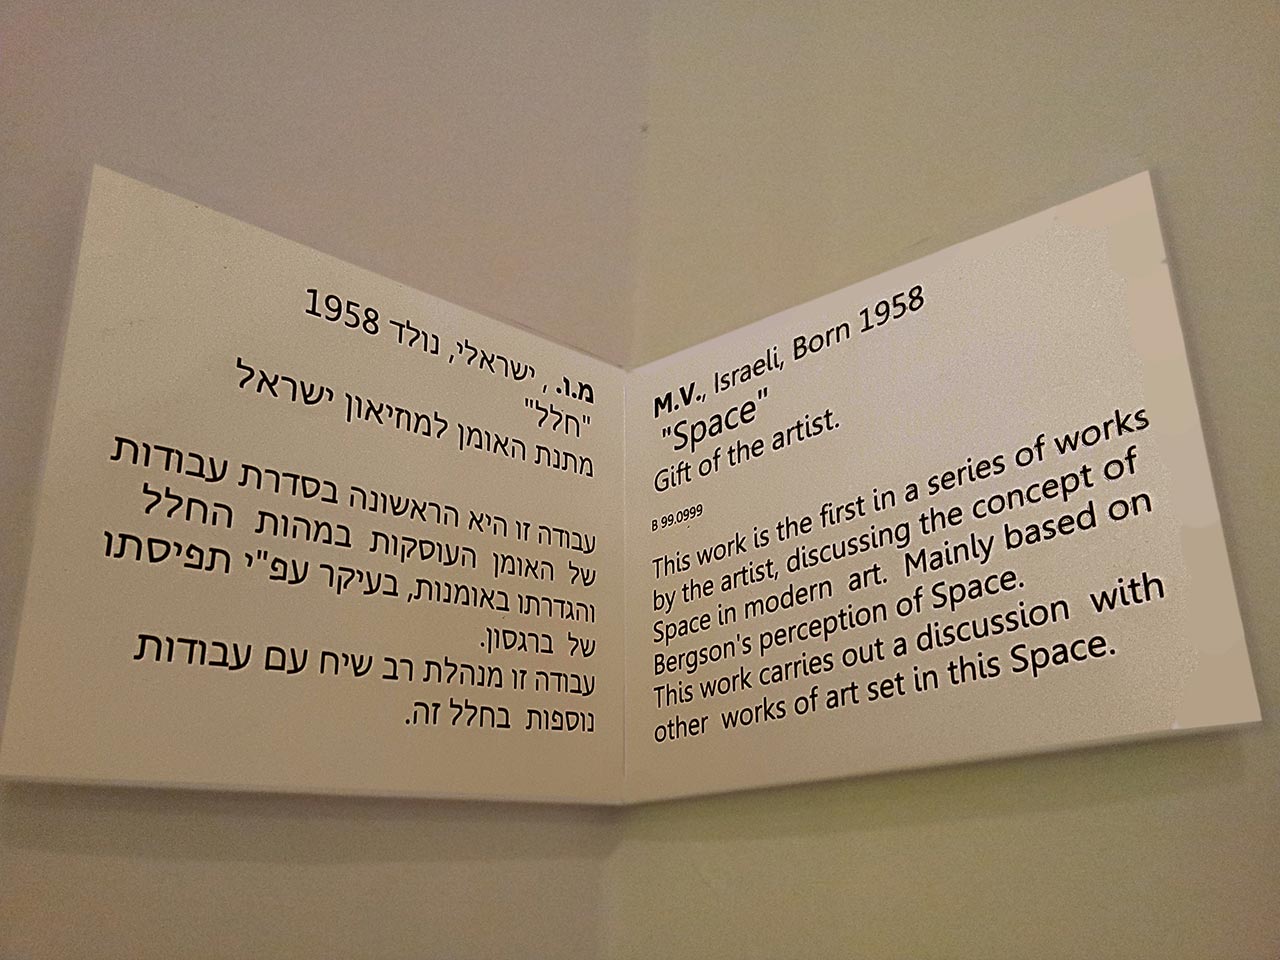 מ.ו. , ישראלי, נולד 1958
"חלל"
מתנת האומן למוזיאון ישראל
עבודה זו היא הראשונה בסדרת עבודות
של האומן העוסקות במהות החלל
והגדרתו באומנות, בעיקר עפ"י תפיסתו
של ברגסון.
עבודה זו מנהלת רב שיח עם עבודות
נוספות בחלל זה.
M.V., Israeli, Born 1958
"Space"
Gift of the artist.
B 99.0999
This work is the first in a series of works
by the artist, discussing the concept of
Space in modern art. Mainly based on
Bergson's perception of Space.
This work carries out a discussion with
other works of art set in this Space.